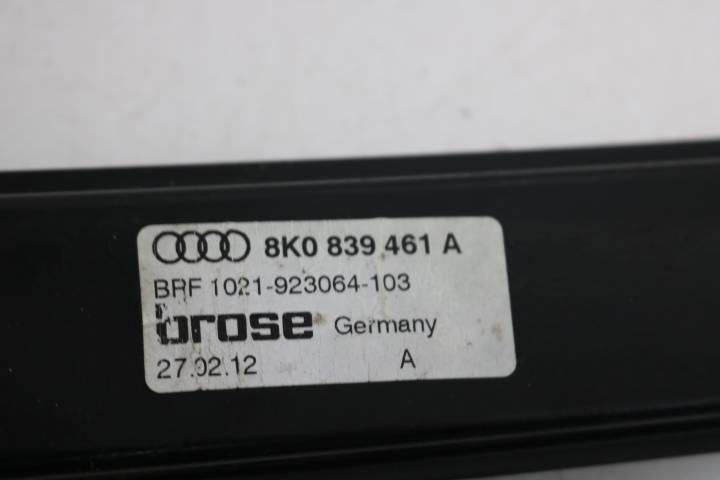 8K0 839 461 A
BRF 1021-923064-103
brose Germany
27.02.12 A